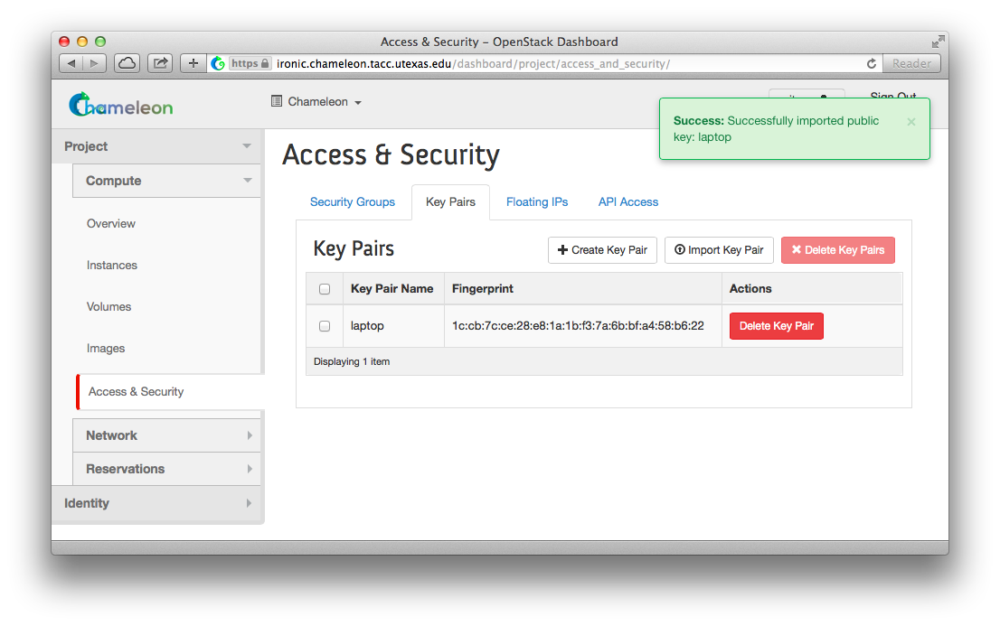 Access & Security – OpenStack Dashboard
https ironic.chameleon.tacc.utexas.edu/dashboard/project/access_and_security/
Reader
Chameleon
Chameleon
Sign Out
Success: Successfully imported public
key: laptop
×
Project
Compute
Overview
Instances
Volumes
Images
Access & Security
Network
Reservations
Identity
Access & Security
Security Groups
Key Pairs
Floating IPs
API Access
Key Pairs
Create Key Pair
Import Key Pair
Delete Key Pairs
Key Pair Name Fingerprint Actions
laptop 1c:cb:7c:ce:28:e8:1a:1b:f3:7a:6b:bf:a4:58:b6:22 Delete Key Pair
Displaying 1 item